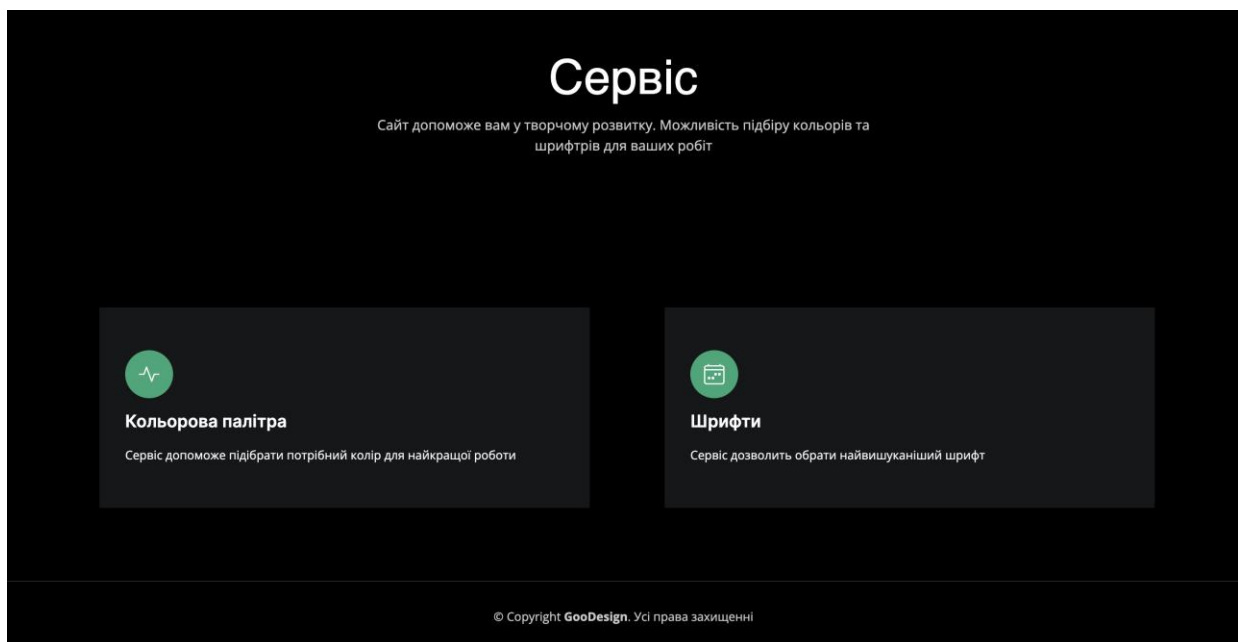 Сервіс
Сайт допоможе вам у творчому розвитку. Можливість підбіру кольорів та
шрифтрів для ваших робіт
Кольорова палітра
Сервіс допоможе підібрати потрібний колір для найкращої роботи
Шрифти
Сервіс дозволить обрати найвишуканіший шрифт
© Copyright GooDesign. Усі права захищенні